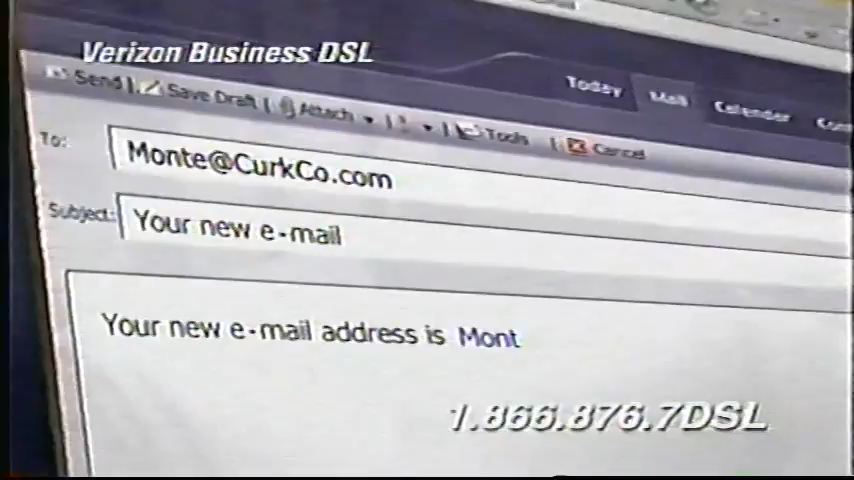 Verizon Business DSL
Today Mail Calendar
Send | Save Draft | Attach | | Tools | Cancel
To: Monte@CurkCo.com
Subject: Your new e-mail
Your new e-mail address is Mont
1.866.876.7DSL